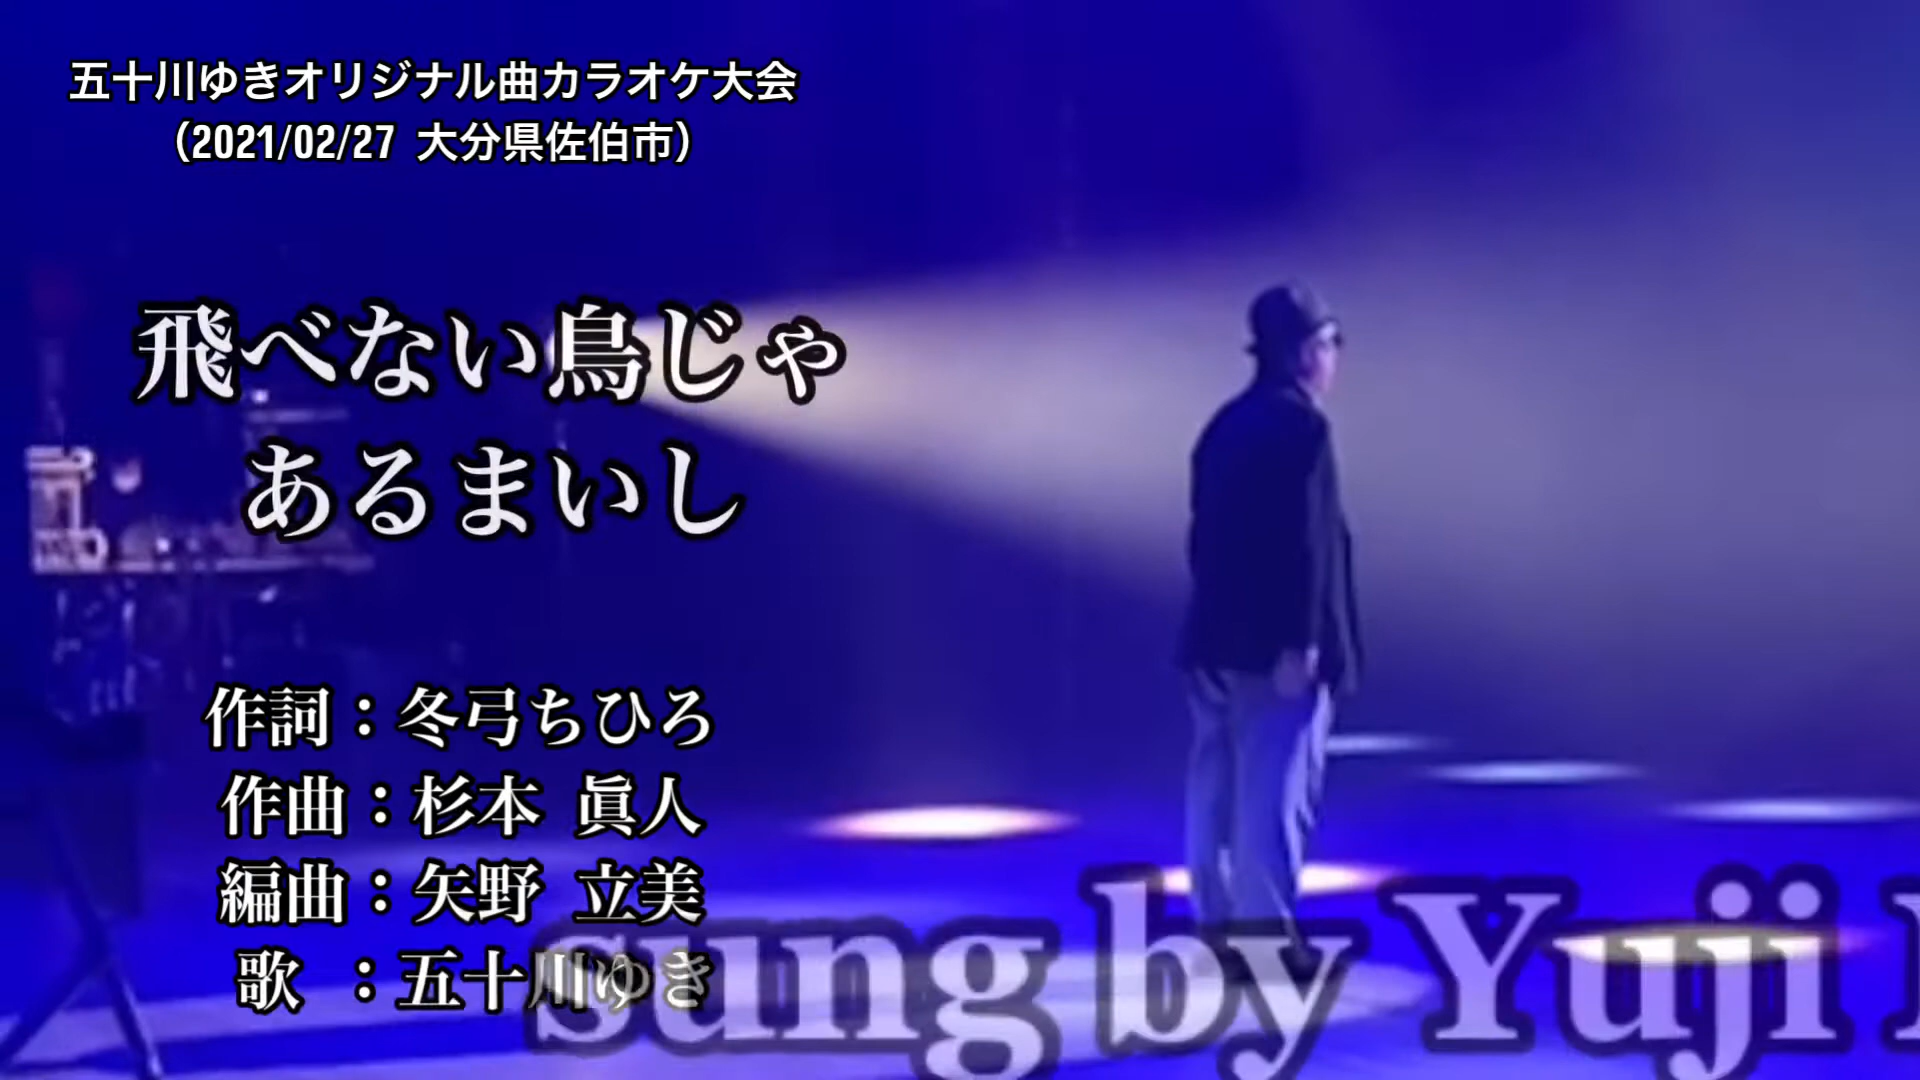 五十川ゆきオリジナル曲カラオケ大会
（2021/02/27 大分県佐伯市）
飛べない鳥じゃ
あるまいし
作詞：冬弓ちひろ
作曲：杉本 眞人
編曲：矢野 立美
歌 ：五十川ゆき
sung by Yuji